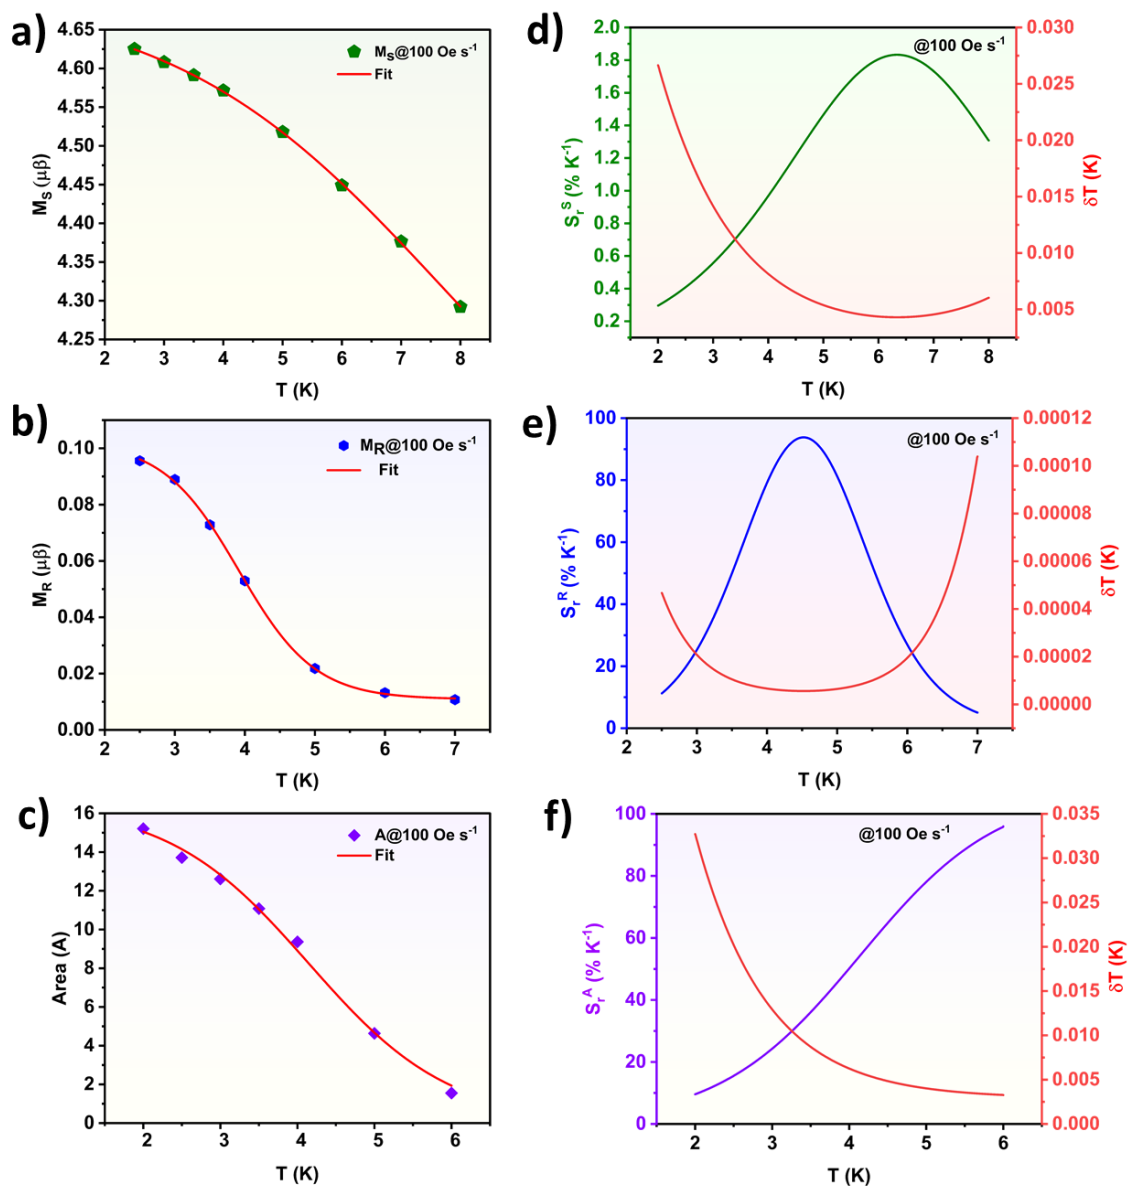 a)
4.65
4.60
4.55
4.50
4.45
4.40
4.35
4.30
4.25
M_S (μβ)
M_S@100 Oe s⁻¹
Fit
2 3 4 5 6 7 8
T (K)
d)
2.0
1.8
1.6
1.4
1.2
1.0
0.8
0.6
0.4
0.2
S_r^S (% K⁻¹)
@100 Oe s⁻¹
0.030
0.025
0.020
0.015
0.010
0.005
δT (K)
2 3 4 5 6 7 8
T (K)
b)
0.10
0.08
0.06
0.04
0.02
0.00
M_R (μβ)
M_R@100 Oe s⁻¹
Fit
2 3 4 5 6 7
T (K)
e)
100
80
60
40
20
0
S_r^R (% K⁻¹)
@100 Oe s⁻¹
0.00012
0.00010
0.00008
0.00006
0.00004
0.00002
0.00000
δT (K)
2 3 4 5 6 7
T (K)
c)
16
14
12
10
8
6
4
2
0
Area (A)
A@100 Oe s⁻¹
Fit
2 3 4 5 6
T (K)
f)
100
80
60
40
20
0
S_r^A (% K⁻¹)
@100 Oe s⁻¹
0.035
0.030
0.025
0.020
0.015
0.010
0.005
0.000
δT (K)
2 3 4 5 6
T (K)